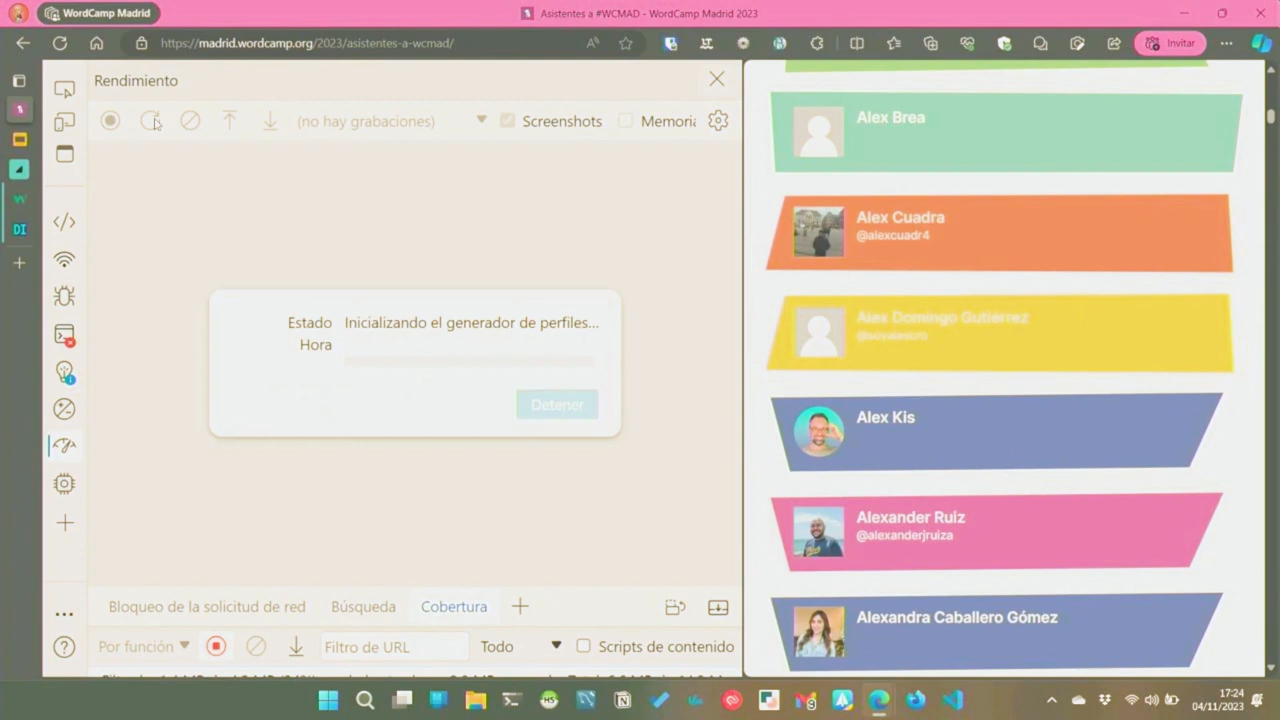 WordCamp Madrid
Asistentes a #WCMAD - WordCamp Madrid 2023
https://madrid.wordcamp.org/2023/asistentes-a-wcmad/
Invitar
Rendimiento
(no hay grabaciones)
Screenshots
Memoria
Estado Inicializando el generador de perfiles...
Hora
Detener
Bloqueo de la solicitud de red
Búsqueda
Cobertura
Por función
Filtro de URL
Todo
Scripts de contenido
Alex Brea
Alex Cuadra
@alexcuadr4
Alex Domingo Gutiérrez
Alex Kis
Alexander Ruiz
@alexanderjruiza
Alexandra Caballero Gómez
DI
17:24
04/11/2023